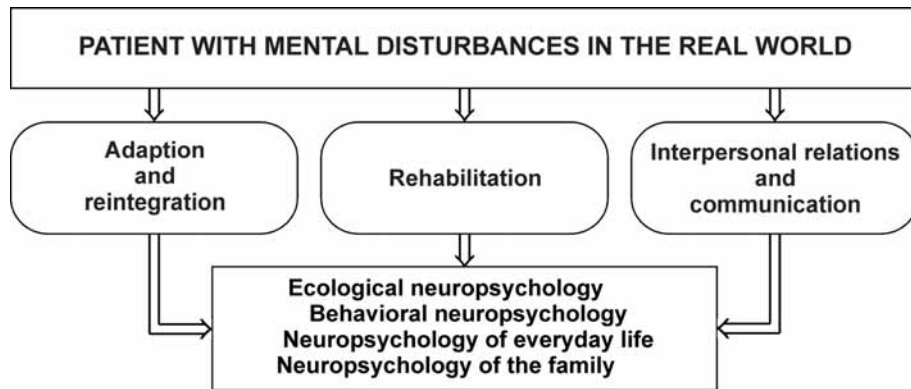 PATIENT WITH MENTAL DISTURBANCES IN THE REAL WORLD
Adaption
and
reintegration
Rehabilitation
Interpersonal relations
and
communication
Ecological neuropsychology
Behavioral neuropsychology
Neuropsychology of everyday life
Neuropsychology of the family